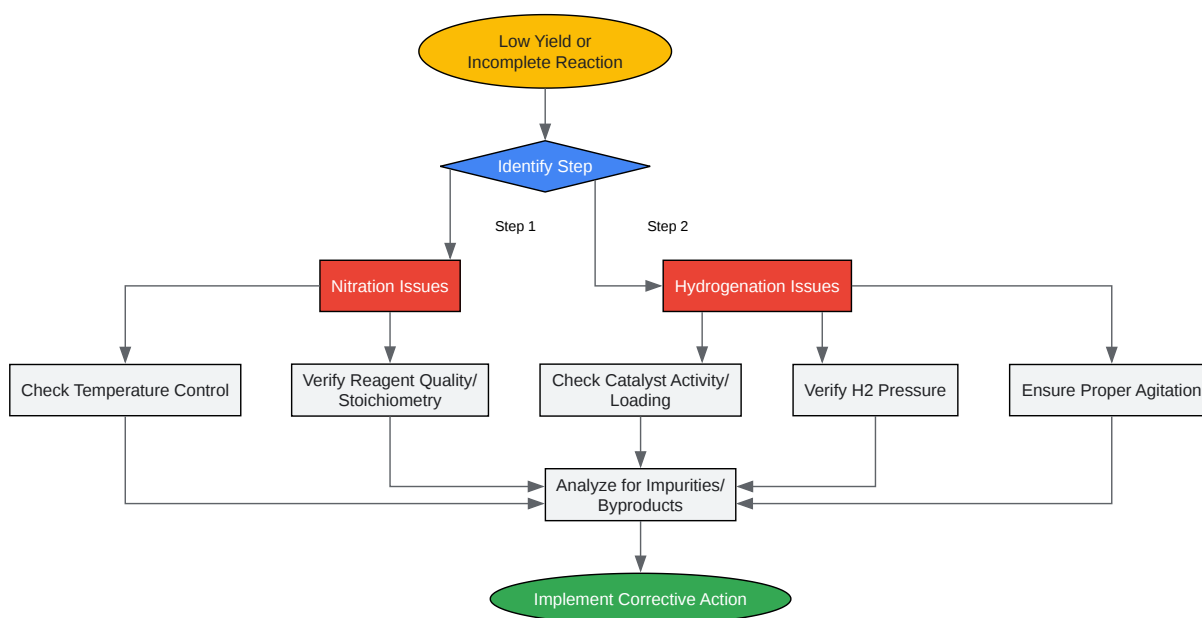 Low Yield or
Incomplete Reaction
Identify Step
Step 1
Step 2
Nitration Issues
Hydrogenation Issues
Check Temperature Control
Verify Reagent Quality/
Stoichiometry
Check Catalyst Activity/
Loading
Verify H2 Pressure
Ensure Proper Agitation
Analyze for Impurities/
Byproducts
Implement Corrective Action